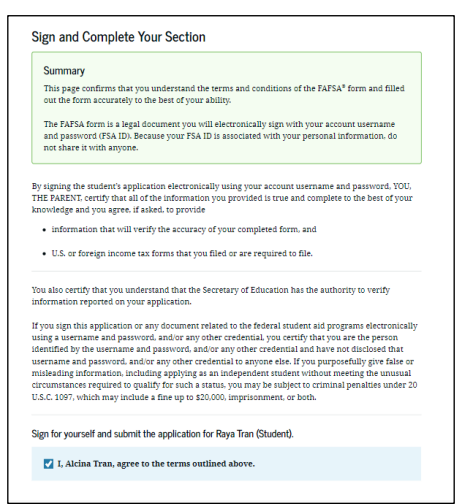 Sign and Complete Your Section
Summary
This page confirms that you understand the terms and conditions of the FAFSA® form and filled
out the form accurately to the best of your ability.
The FAFSA form is a legal document you will electronically sign with your account username
and password (FSA ID). Because your FSA ID is associated with your personal information, do
not share it with anyone.
By signing the student's application electronically using your account username and password, YOU,
THE PARENT, certify that all of the information you provided is true and complete to the best of your
knowledge and you agree, if asked, to provide
• information that will verify the accuracy of your completed form, and
• U.S. or foreign income tax forms that you filed or are required to file.
You also certify that you understand that the Secretary of Education has the authority to verify
information reported on your application.
If you sign this application or any document related to the federal student aid programs electronically
using a username and password, and/or any other credential, you certify that you are the person
identified by the username and password, and/or any other credential and have not disclosed that
username and password, and/or any other credential to anyone else. If you purposefully give false or
misleading information, including applying as an independent student without meeting the unusual
circumstances required to qualify for such a status, you may be subject to criminal penalties under 20
U.S.C. 1097, which may include a fine up to $20,000, imprisonment, or both.
Sign for yourself and submit the application for Raya Tran (Student).
I, Alcina Tran, agree to the terms outlined above.